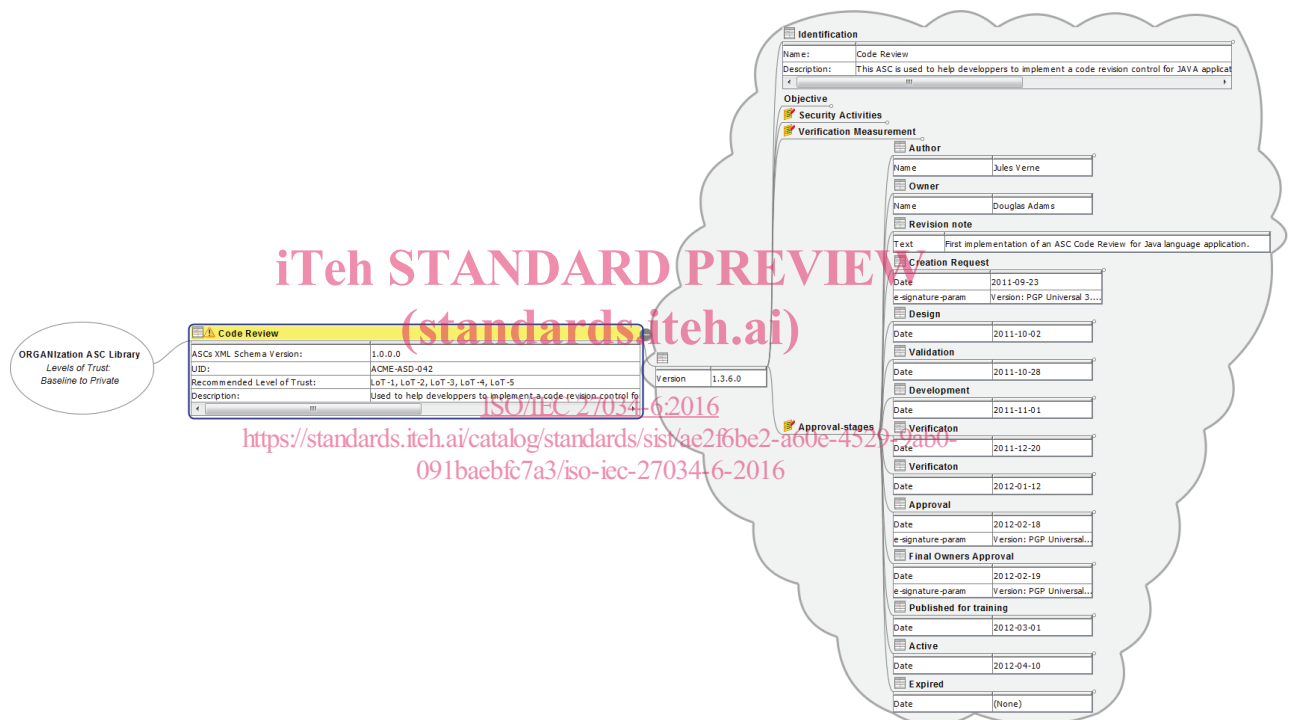 ORGANIzation ASC Library
Levels of Trust:
Baseline to Private
Code Review
ASCs XML Schema Version: 1.0.0.0
UID: ACME-ASD-042
Recommended Level of Trust: LoT-1, LoT-2, LoT-3, LoT-4, LoT-5
Description: Used to help developpers to implement a code revision control fo
Version 1.3.6.0
Identification
Name: Code Review
Description: This ASC is used to help developpers to implement a code revision control for JAVA applicat
Objective
Security Activities
Verification Measurement
Approval-stages
Author
Name Jules Verne
Owner
Name Douglas Adams
Revision note
Text First implementation of an ASC Code Review for Java language application.
Creation Request
Date 2011-09-23
e-signature-param Version: PGP Universal 3....
Design
Date 2011-10-02
Validation
Date 2011-10-28
Development
Date 2011-11-01
Verificaton
Date 2011-12-20
Verificaton
Date 2012-01-12
Approval
Date 2012-02-18
e-signature-param Version: PGP Universal...
Final Owners Approval
Date 2012-02-19
e-signature-param Version: PGP Universal...
Published for training
Date 2012-03-01
Active
Date 2012-04-10
Expired
Date (None)
iTeh STANDARD PREVIEW
(standards.iteh.ai)
ISO/IEC 27034-6:2016
https://standards.iteh.ai/catalog/standards/sist/ae2f6be2-a60e-4529-9ab0-
091baebfc7a3/iso-iec-27034-6-2016